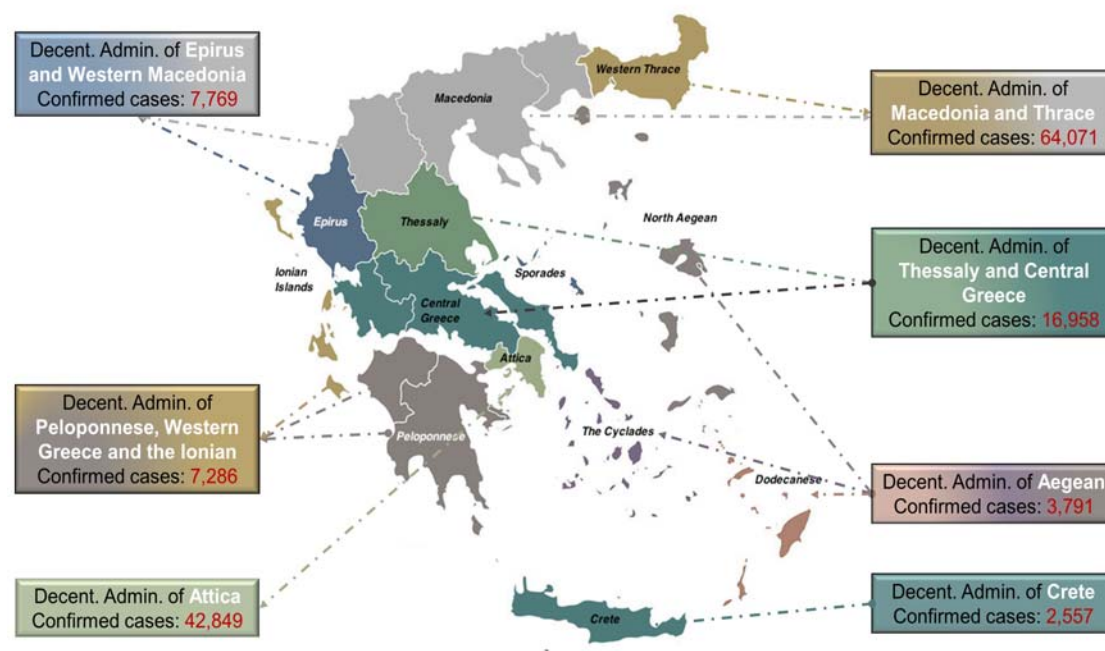 Decent. Admin. of Epirus
and Western Macedonia
Confirmed cases: 7,769
Western Thrace
Macedonia
Decent. Admin. of
Macedonia and Thrace
Confirmed cases: 64,071
Epirus
Thessaly
North Aegean
Ionian
Islands
Sporades
Central
Greece
Decent. Admin. of
Thessaly and Central
Greece
Confirmed cases: 16,958
Attica
Decent. Admin. of
Peloponnese, Western
Greece and the Ionian
Confirmed cases: 7,286
Peloponnese
The Cyclades
Dodecanese
Decent. Admin. of Aegean
Confirmed cases: 3,791
Decent. Admin. of Attica
Confirmed cases: 42,849
Crete
Decent. Admin. of Crete
Confirmed cases: 2,557